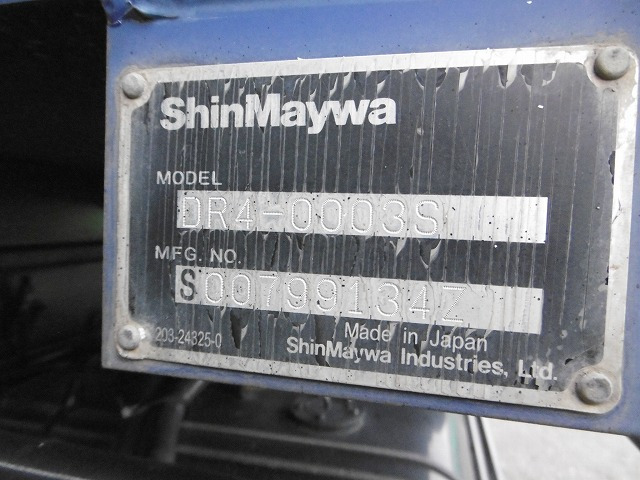 ShinMaywa
MODEL
DR4-0003S
MFG. NO.
S00799134Z
203-24325-0
Made in Japan
ShinMaywa Industries, Ltd.